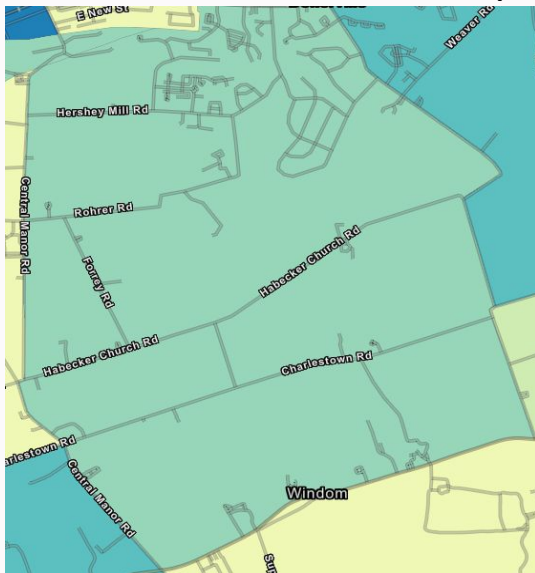 E New St
Weaver Rd
Hershey Mill Rd
Central Manor Rd
Rohrer Rd
Forrey Rd
Habecker Church Rd
Habecker Church Rd
Charlestown Rd
arlestown Rd
Central Manor Rd
Windom